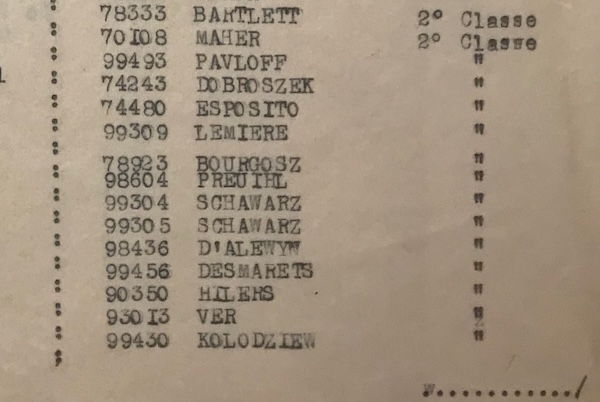 78333 BARTLETT 2° Classe
70108 MAHER 2° Classe
99493 PAVLOFF "
74243 DOBROSZEK "
74480 ESPOSITO "
99309 LEMIERE "
78923 BOURGOSZ "
98604 PREUIHL "
99304 SCHAWARZ "
99305 SCHAWARZ "
98436 D'ALEWYN "
99456 DESMARETS "
90350 HILERS "
93013 VER "
99430 KOLODZIEW "
............/